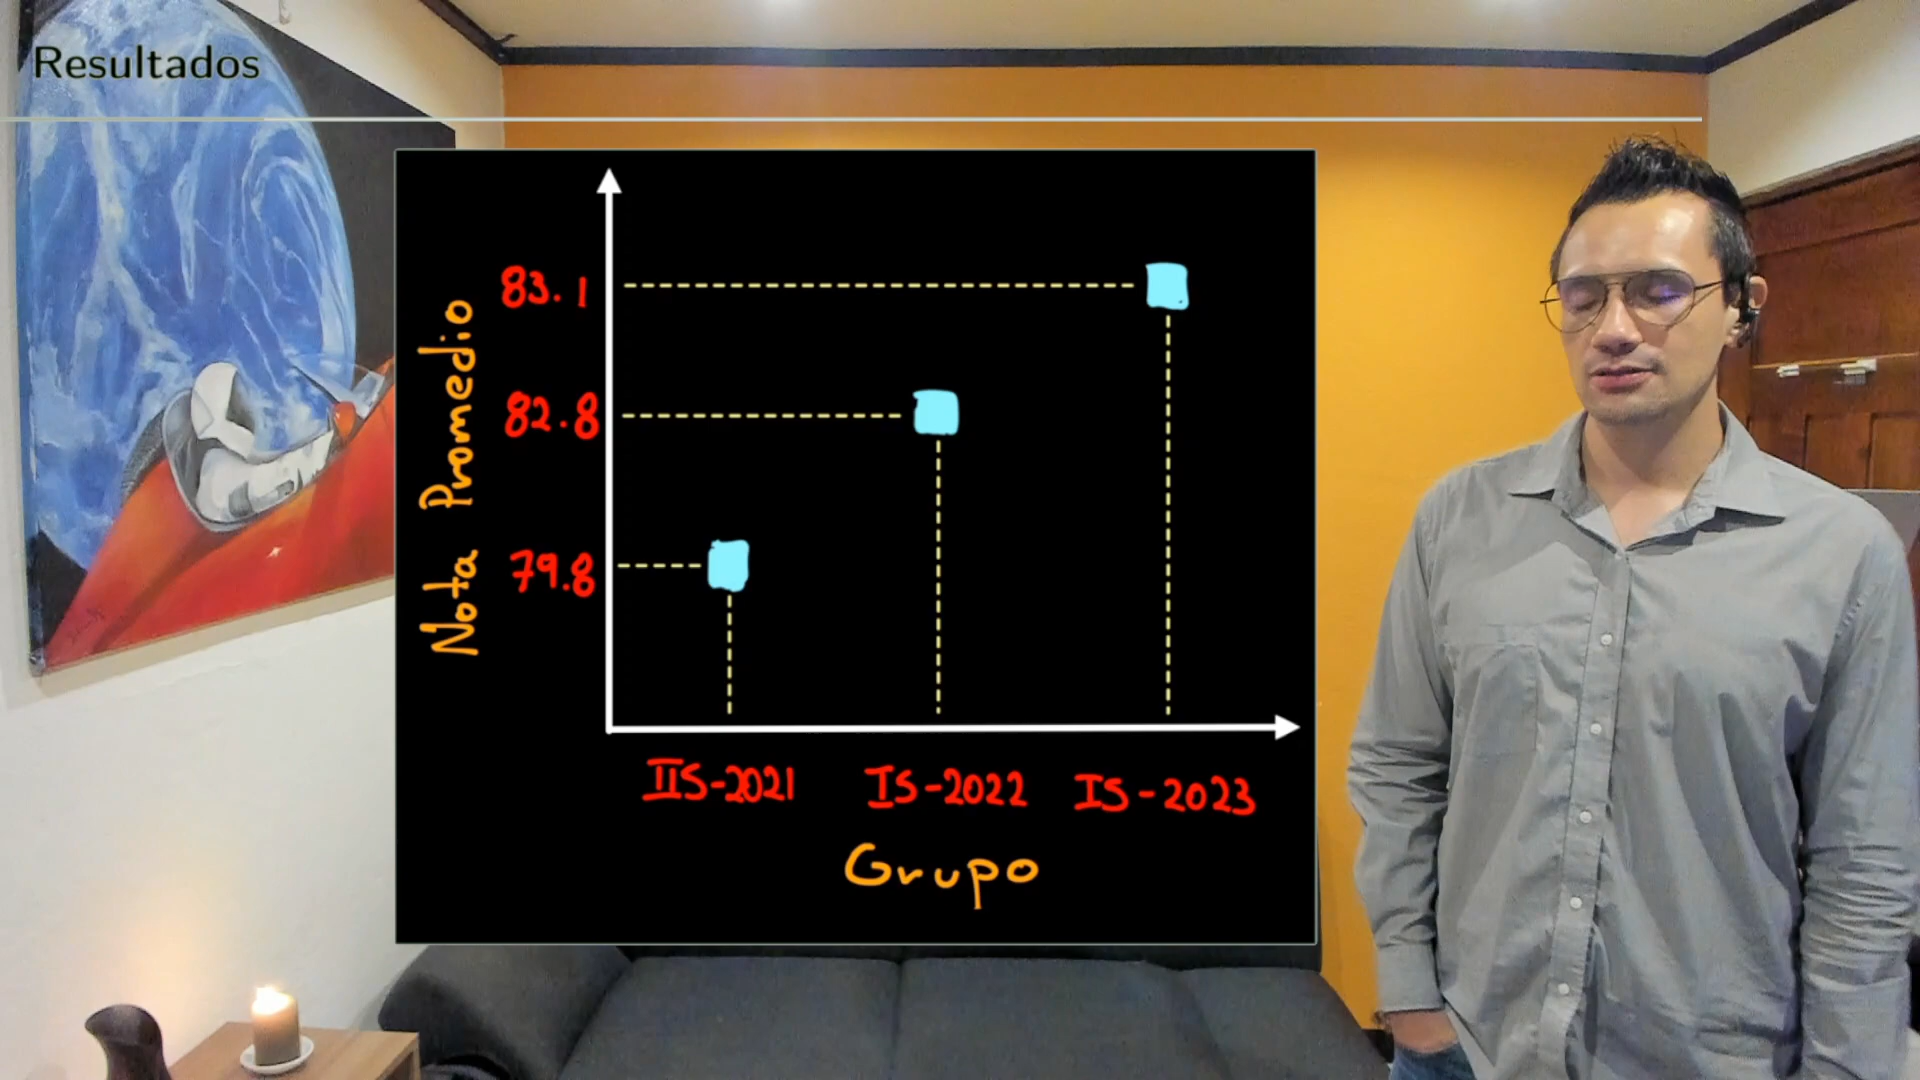 Resultados
Nota Promedio
83.1
82.8
79.8
IIS-2021 IS-2022 IS-2023
Grupo